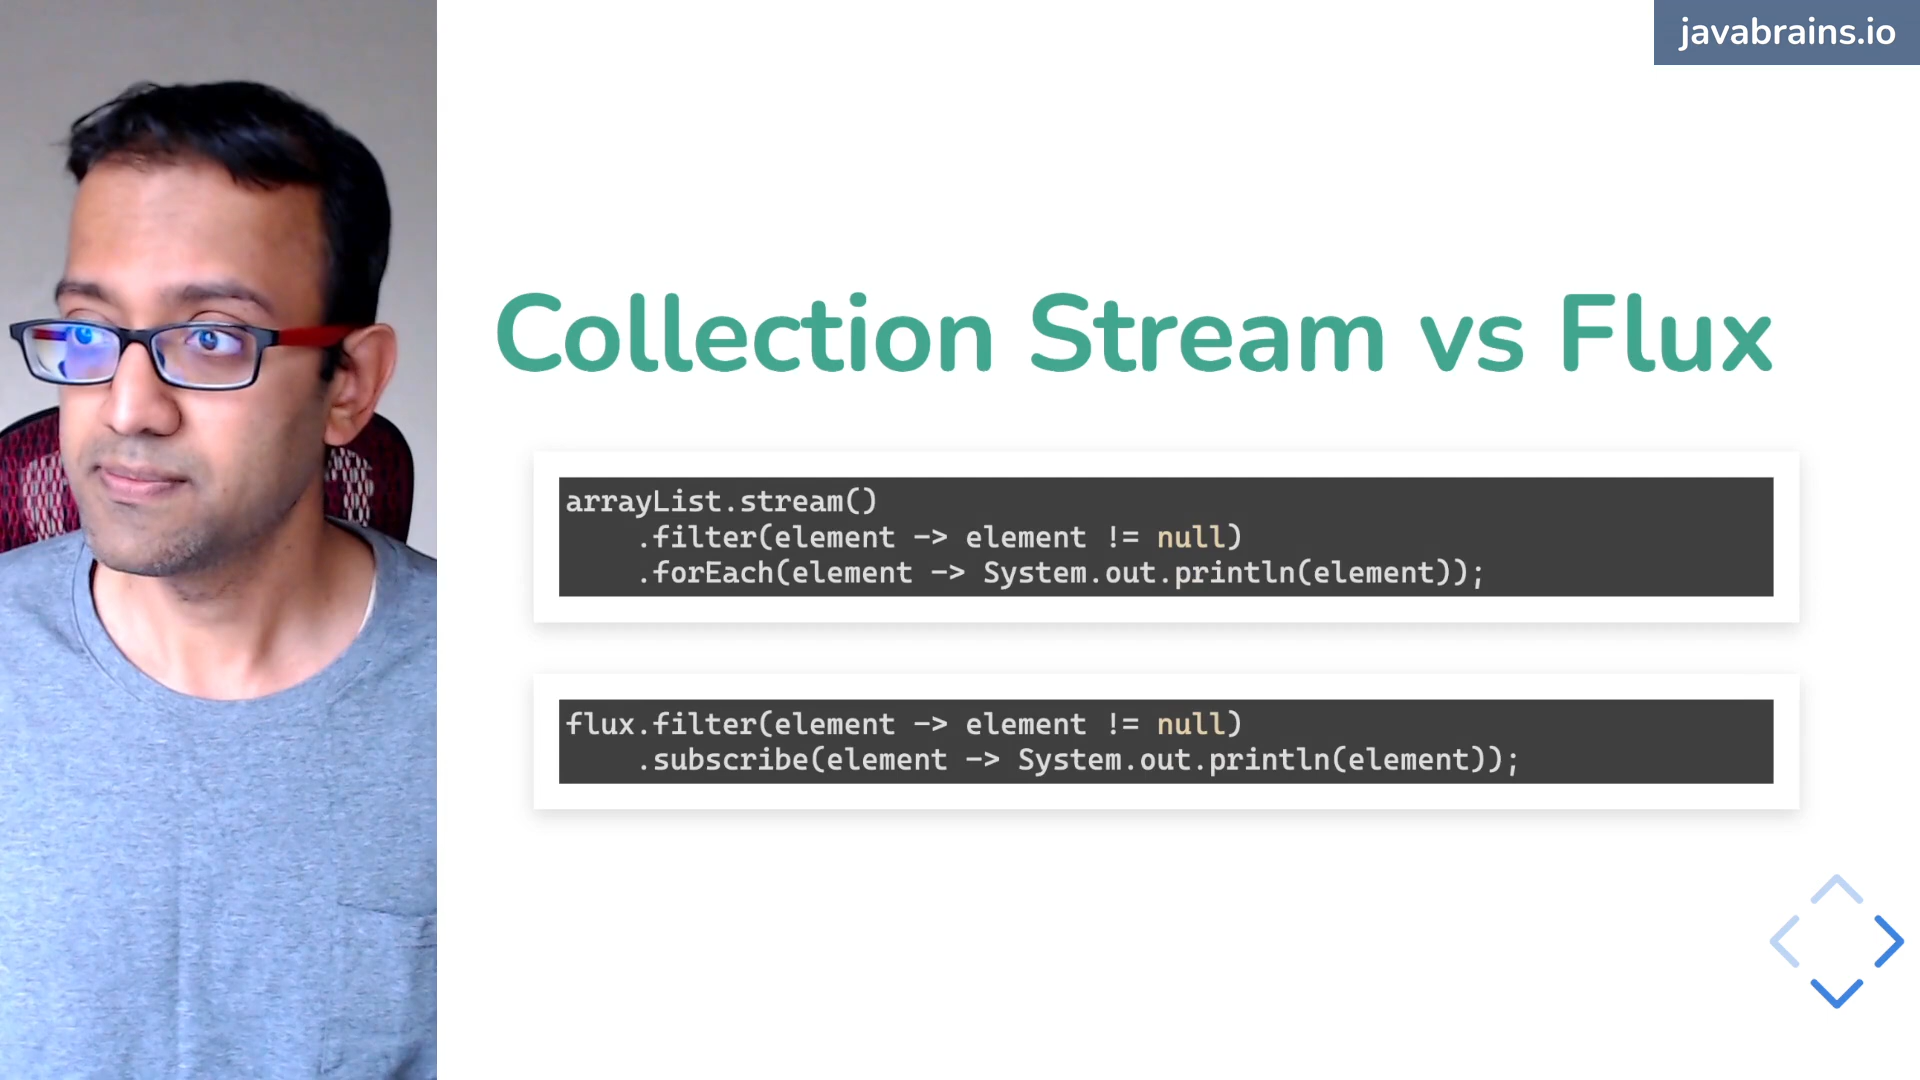 javabrains.io
Collection Stream vs Flux
arrayList.stream()
    .filter(element -> element != null)
    .forEach(element -> System.out.println(element));
flux.filter(element -> element != null)
    .subscribe(element -> System.out.println(element));